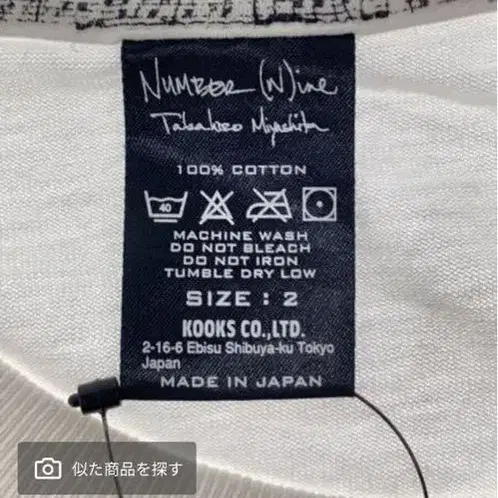 NUMBER (N)ine
Takahiro Miyashita
100% COTTON
40
MACHINE WASH
DO NOT BLEACH
DO NOT IRON
TUMBLE DRY LOW
SIZE : 2
KOOKS CO.,LTD.
2-16-6 Ebisu Shibuya-ku Tokyo
Japan
MADE IN JAPAN
似た商品を探す